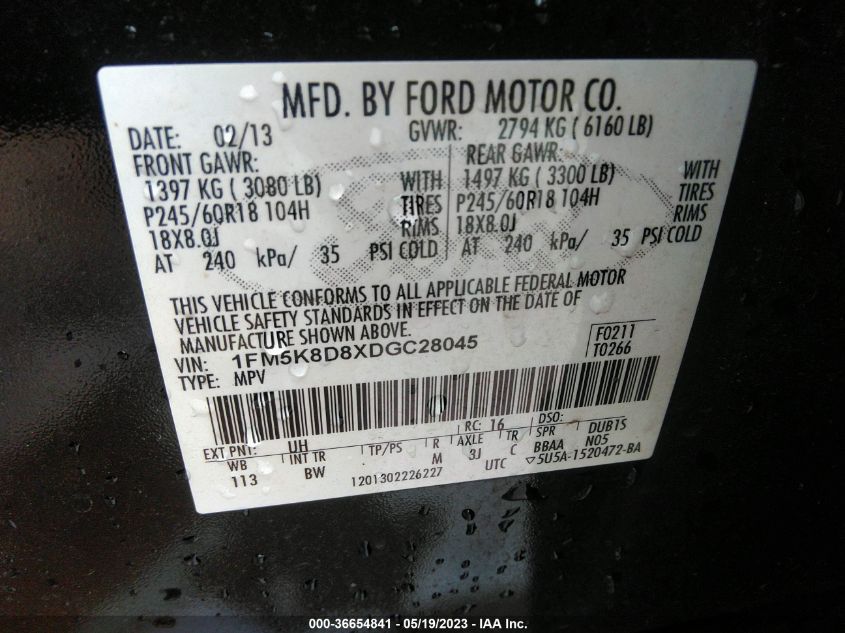 MFD. BY FORD MOTOR CO.
DATE: 02/13 GVWR: 2794 KG ( 6160 LB)
FRONT GAWR: REAR GAWR:
1397 KG ( 3080 LB) WITH 1497 KG ( 3300 LB) WITH
P245/60R18 104H TIRES P245/60R18 104H TIRES
18X8.0J RIMS 18X8.0J RIMS
AT 240 kPa/ 35 PSI COLD AT 240 kPa/ 35 PSI COLD
THIS VEHICLE CONFORMS TO ALL APPLICABLE FEDERAL MOTOR
VEHICLE SAFETY STANDARDS IN EFFECT ON THE DATE OF
MANUFACTURE SHOWN ABOVE.
VIN: 1FM5K8D8XDGC28045 F0211
TYPE: MPV T0266
EXT PNT: UH RC: 16 DSO:
WB INT TR TP/PS R AXLE TR SPR DUB1S
113 BW M 3J C BBAA N05
1201302226227 UTC ▽5U5A-1520472-BA
000-36654841 - 05/19/2023 - IAA Inc.